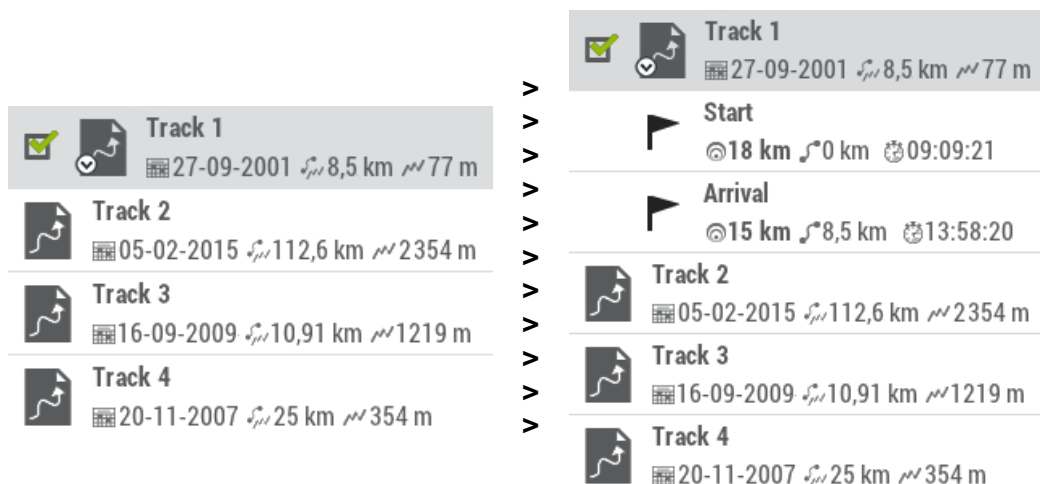 Track 1
27-09-2001 8,5 km 77 m
Track 2
05-02-2015 112,6 km 2354 m
Track 3
16-09-2009 10,91 km 1219 m
Track 4
20-11-2007 25 km 354 m
>
>
>
>
>
>
>
>
>
>
>
Track 1
27-09-2001 8,5 km 77 m
Start
18 km 0 km 09:09:21
Arrival
15 km 8,5 km 13:58:20
Track 2
05-02-2015 112,6 km 2354 m
Track 3
16-09-2009 10,91 km 1219 m
Track 4
20-11-2007 25 km 354 m